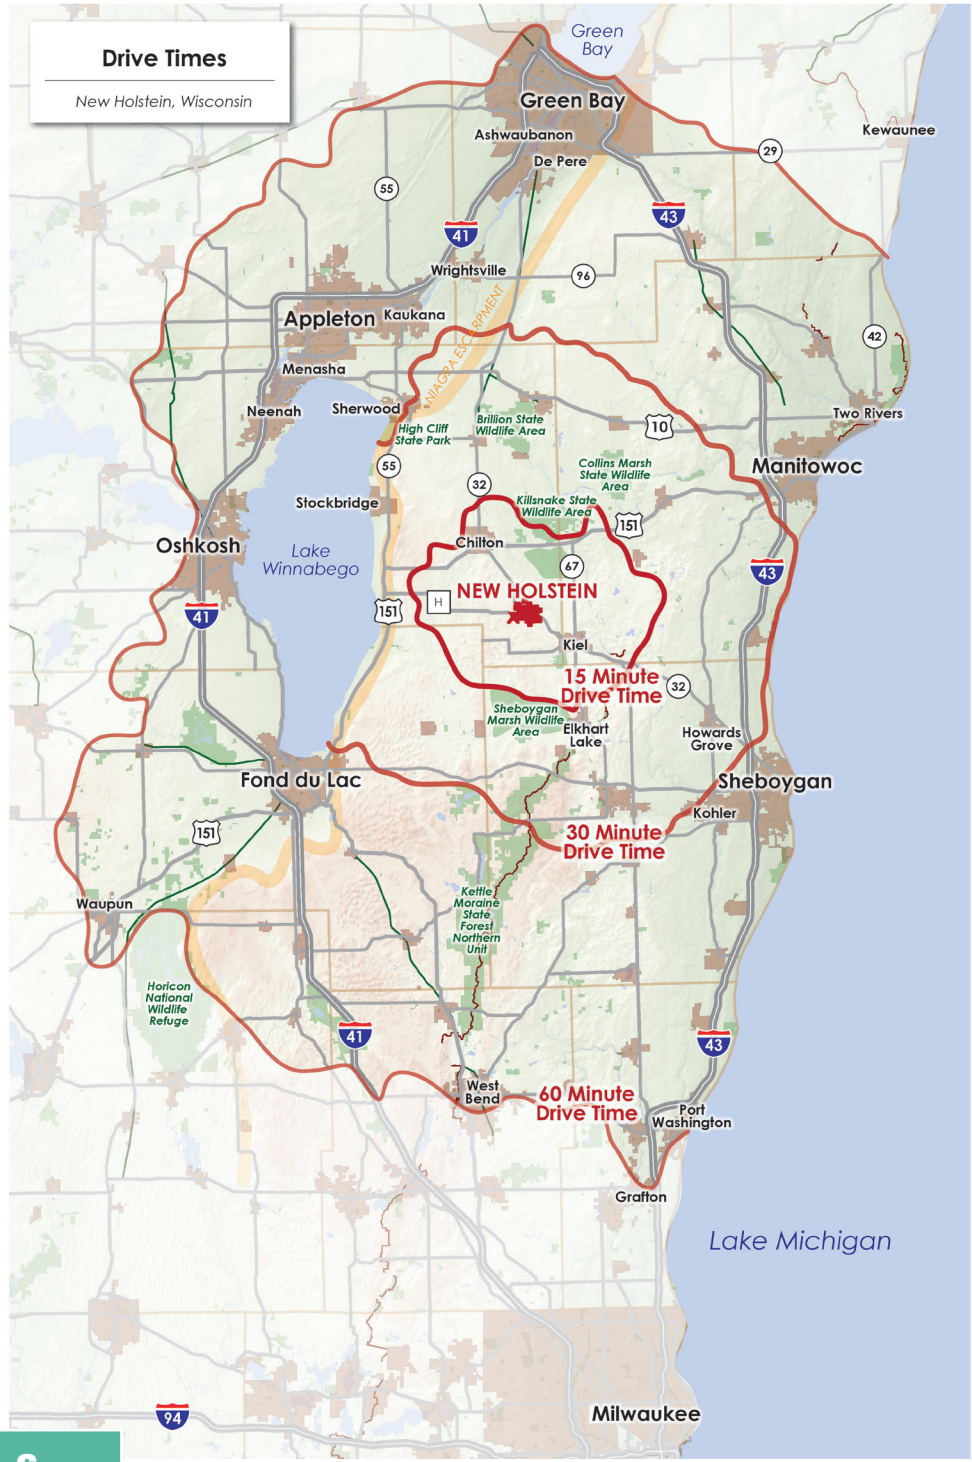 Drive Times
New Holstein, Wisconsin
Green
Bay
Green Bay
Ashwaubanon
De Pere
Kewaunee
29
55
43
41
Wrightsville
96
NIAGRA ESCARPMENT
Appleton
Kaukana
42
Menasha
Neenah
Sherwood
High Cliff
State Park
Brillion State
Wildlife Area
10
Two Rivers
Manitowoc
55
Collins Marsh
State Wildlife
Area
32
Stockbridge
Killsnake State
Wildlife Area
151
Oshkosh
Chilton
Lake
Winnabego
67
43
NEW HOLSTEIN
H
151
41
Kiel
15 Minute
Drive Time
32
Sheboygan
Marsh Wildlife
Area
Elkhart
Lake
Howards
Grove
Fond du Lac
Sheboygan
Kohler
151
30 Minute
Drive Time
Waupun
Kettle
Moraine
State
Forest
Northern
Unit
Horicon
National
Wildlife
Refuge
41
43
West
Bend
60 Minute
Drive Time
Port
Washington
Grafton
Lake Michigan
Milwaukee
94